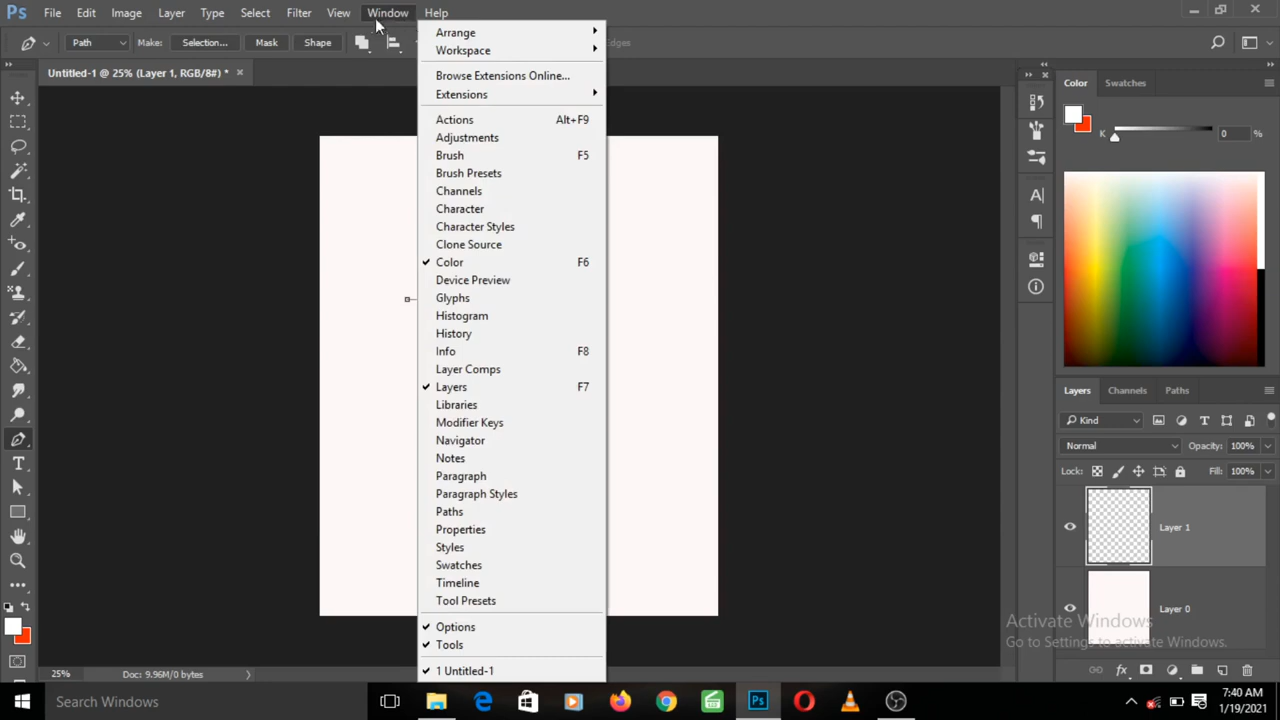 Ps File Edit Image Layer Type Select Filter View Window Help
Path Make: Selection... Mask Shape Edges
Untitled-1 @ 25% (Layer 1, RGB/8#) * ×
Arrange
Workspace
Browse Extensions Online...
Extensions
Actions Alt+F9
Adjustments
Brush F5
Brush Presets
Channels
Character
Character Styles
Clone Source
Color F6
Device Preview
Glyphs
Histogram
History
Info F8
Layer Comps
Layers F7
Libraries
Modifier Keys
Navigator
Notes
Paragraph
Paragraph Styles
Paths
Properties
Styles
Swatches
Timeline
Tool Presets
Options
Tools
1 Untitled-1
Color Swatches
K 0 %
Layers Channels Paths
Kind
Normal Opacity: 100%
Lock: Fill: 100%
Layer 1
Layer 0
Activate Windows
Go to Settings to activate Windows.
25% Doc: 9.96M/0 bytes
Search Windows
Ps
7:40 AM
1/19/2021